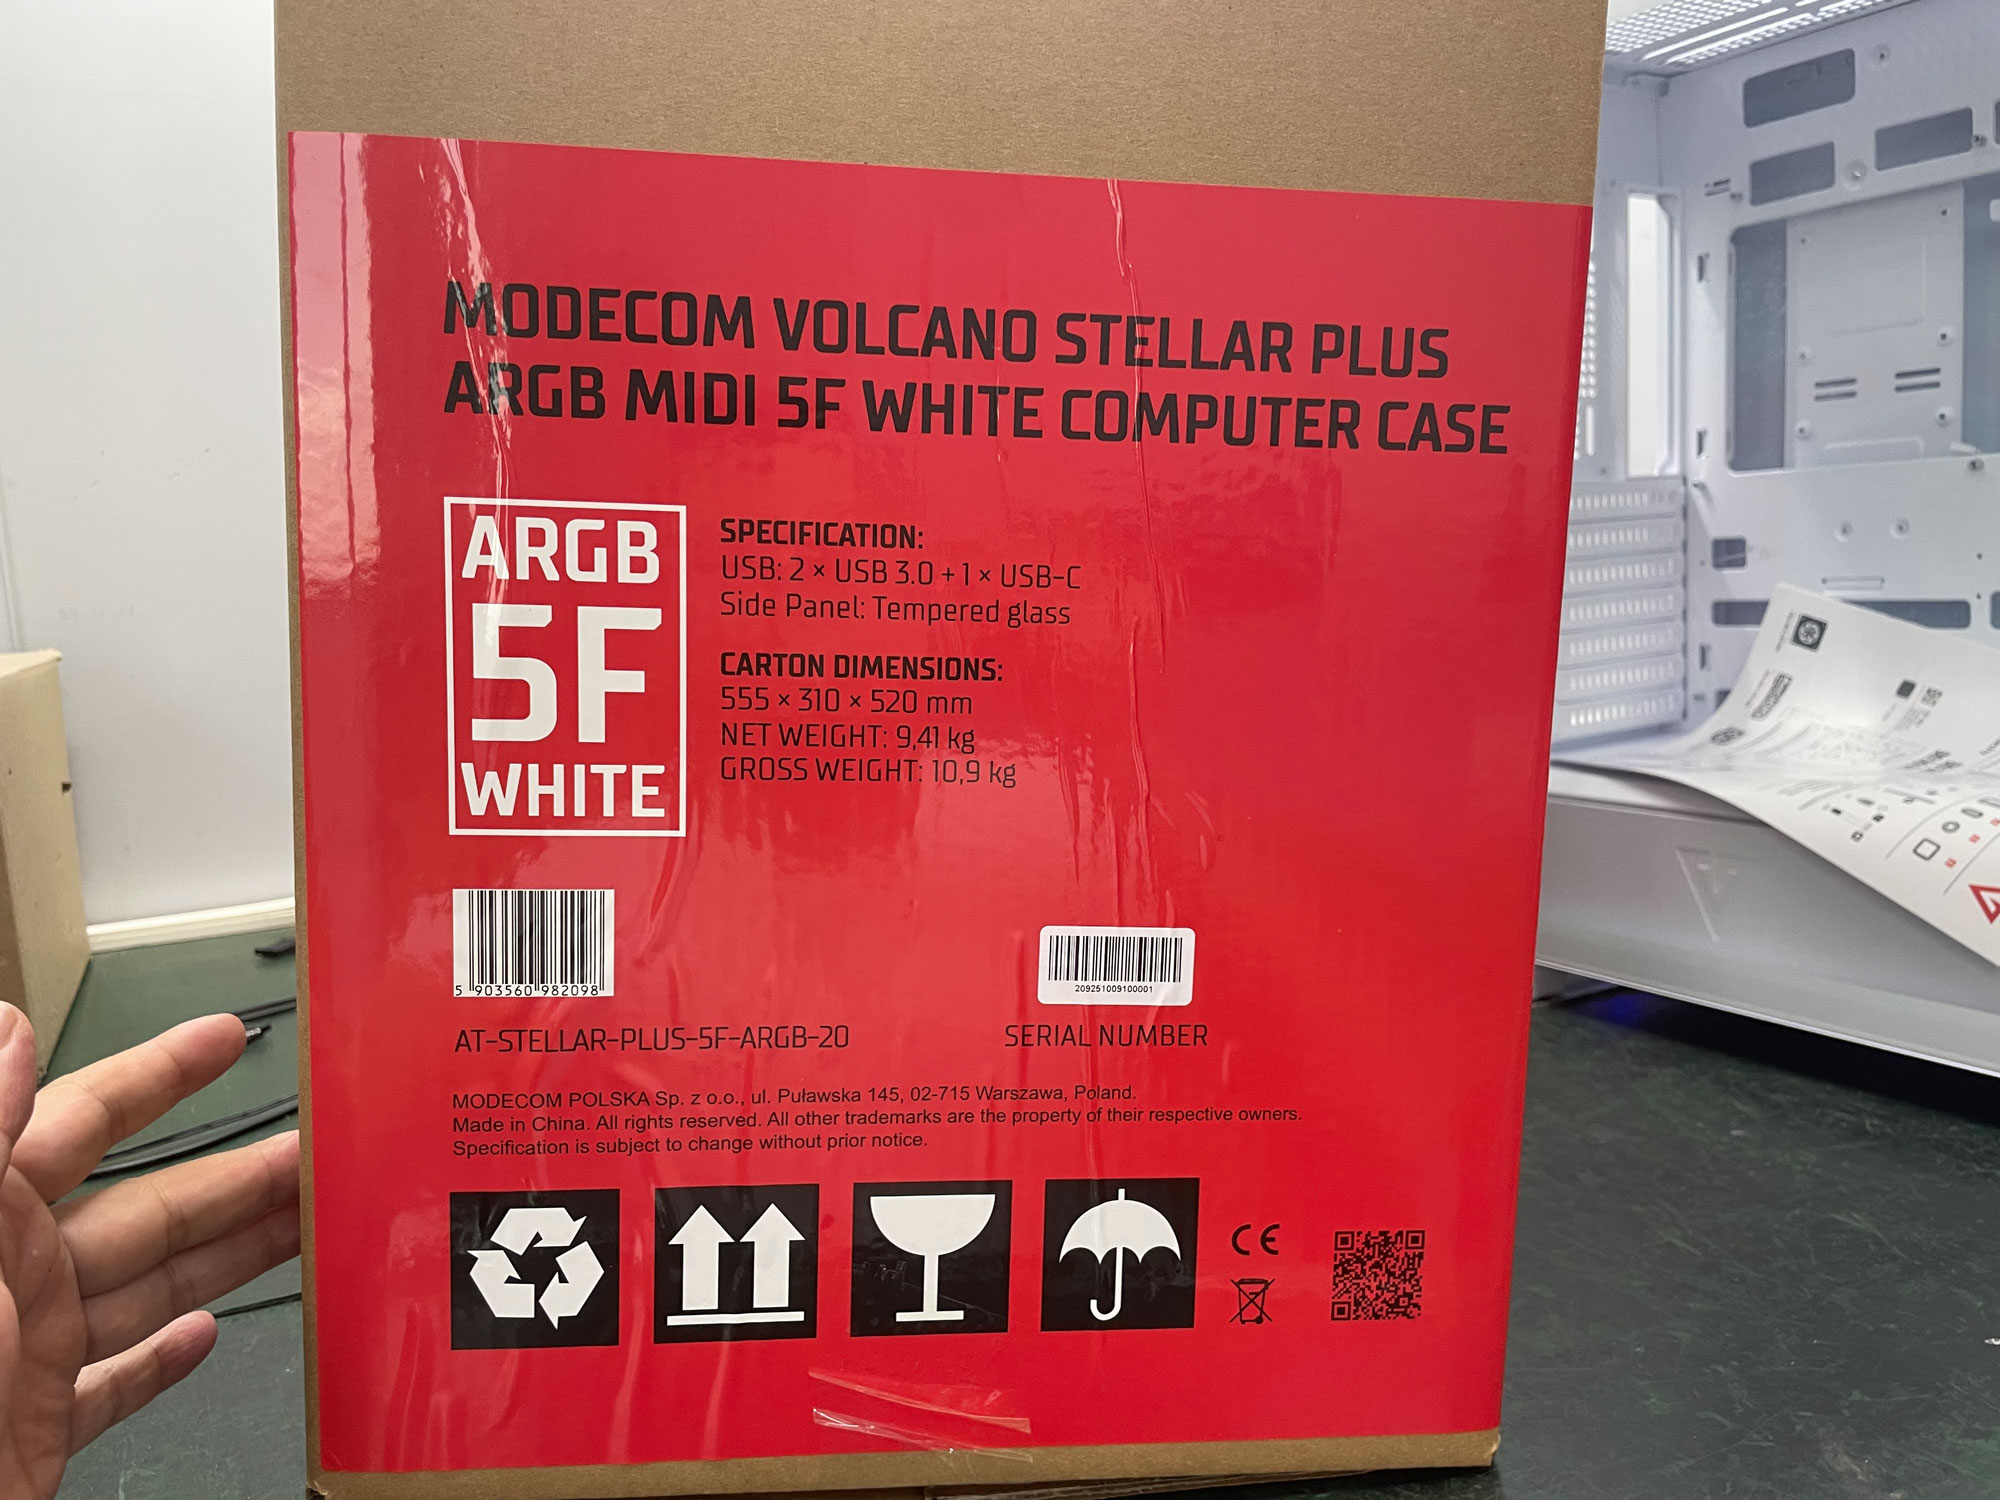 MODECOM VOLCANO STELLAR PLUS
ARGB MIDI 5F WHITE COMPUTER CASE
ARGB
5F
WHITE
SPECIFICATION:
USB: 2 × USB 3.0 + 1 × USB-C
Side Panel: Tempered glass
CARTON DIMENSIONS:
555 × 310 × 520 mm
NET WEIGHT: 9,41 kg
GROSS WEIGHT: 10,9 kg
5 903560 982098
AT-STELLAR-PLUS-5F-ARGB-20
209251009100001
SERIAL NUMBER
MODECOM POLSKA Sp. z o.o., ul. Puławska 145, 02-715 Warszawa, Poland.
Made in China. All rights reserved. All other trademarks are the property of their respective owners.
Specification is subject to change without prior notice.
CE